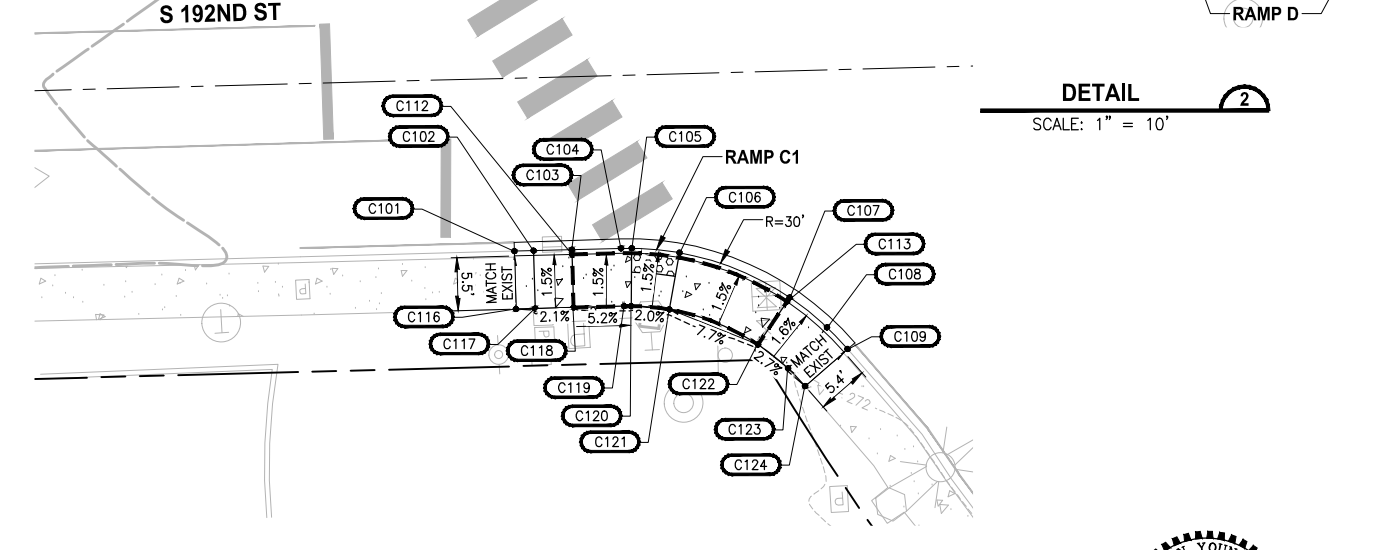 S 192ND ST
RAMP D
DETAIL
2
SCALE: 1" = 10'
C112
C102
C104
C105
C103
RAMP C1
C106
C101
R=30'
C107
C113
C108
C109
5.5'
MATCH
EXIST
1.5%
1.5%
1.5%
1.5%
1.6%
MATCH
EXIST
5.4'
272
C116
C117
2.1%
C118
5.2%
2.0%
7.7%
2.7%
P
P
P
C119
C120
C121
C122
C123
C124
YOUN